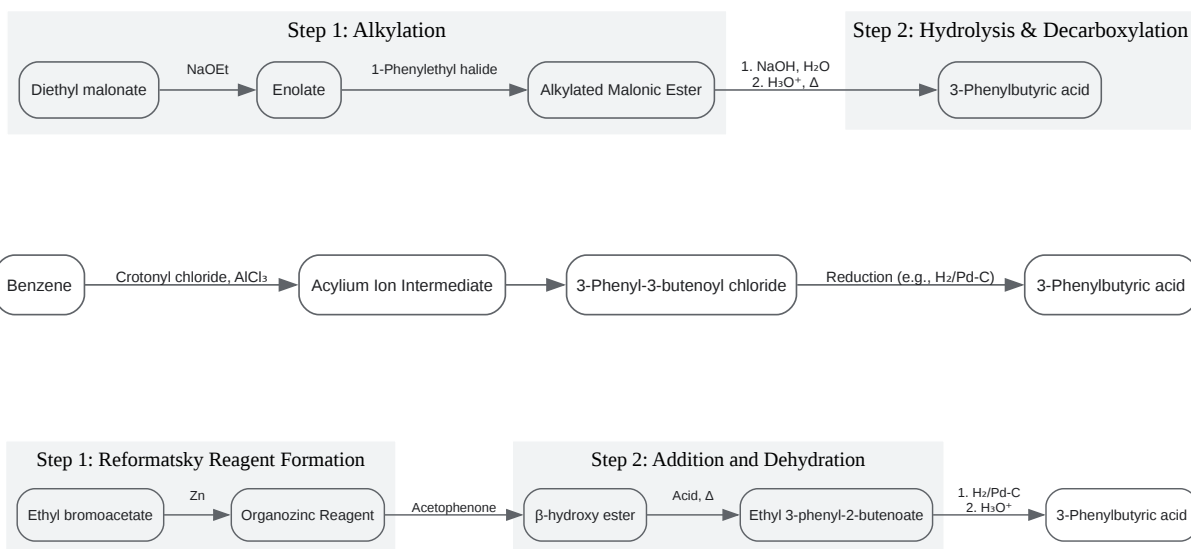 Step 1: Alkylation
Step 2: Hydrolysis & Decarboxylation
Diethyl malonate
NaOEt
Enolate
1-Phenylethyl halide
Alkylated Malonic Ester
1. NaOH, H₂O
2. H₃O⁺, Δ
3-Phenylbutyric acid
Benzene
Crotonyl chloride, AlCl₃
Acylium Ion Intermediate
3-Phenyl-3-butenoyl chloride
Reduction (e.g., H₂/Pd-C)
3-Phenylbutyric acid
Step 1: Reformatsky Reagent Formation
Step 2: Addition and Dehydration
Ethyl bromoacetate
Zn
Organozinc Reagent
Acetophenone
β-hydroxy ester
Acid, Δ
Ethyl 3-phenyl-2-butenoate
1. H₂/Pd-C
2. H₃O⁺
3-Phenylbutyric acid